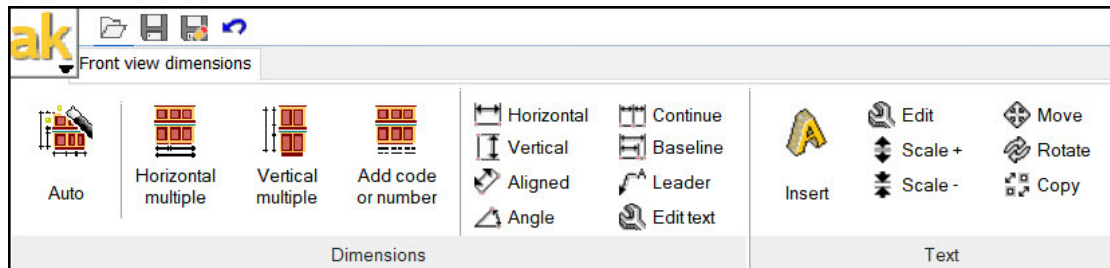 ak
Front view dimensions
Auto
Horizontal
multiple
Vertical
multiple
Add code
or number
Horizontal
Vertical
Aligned
Angle
Continue
Baseline
Leader
Edit text
Dimensions
Insert
Edit
Scale +
Scale -
Move
Rotate
Copy
Text